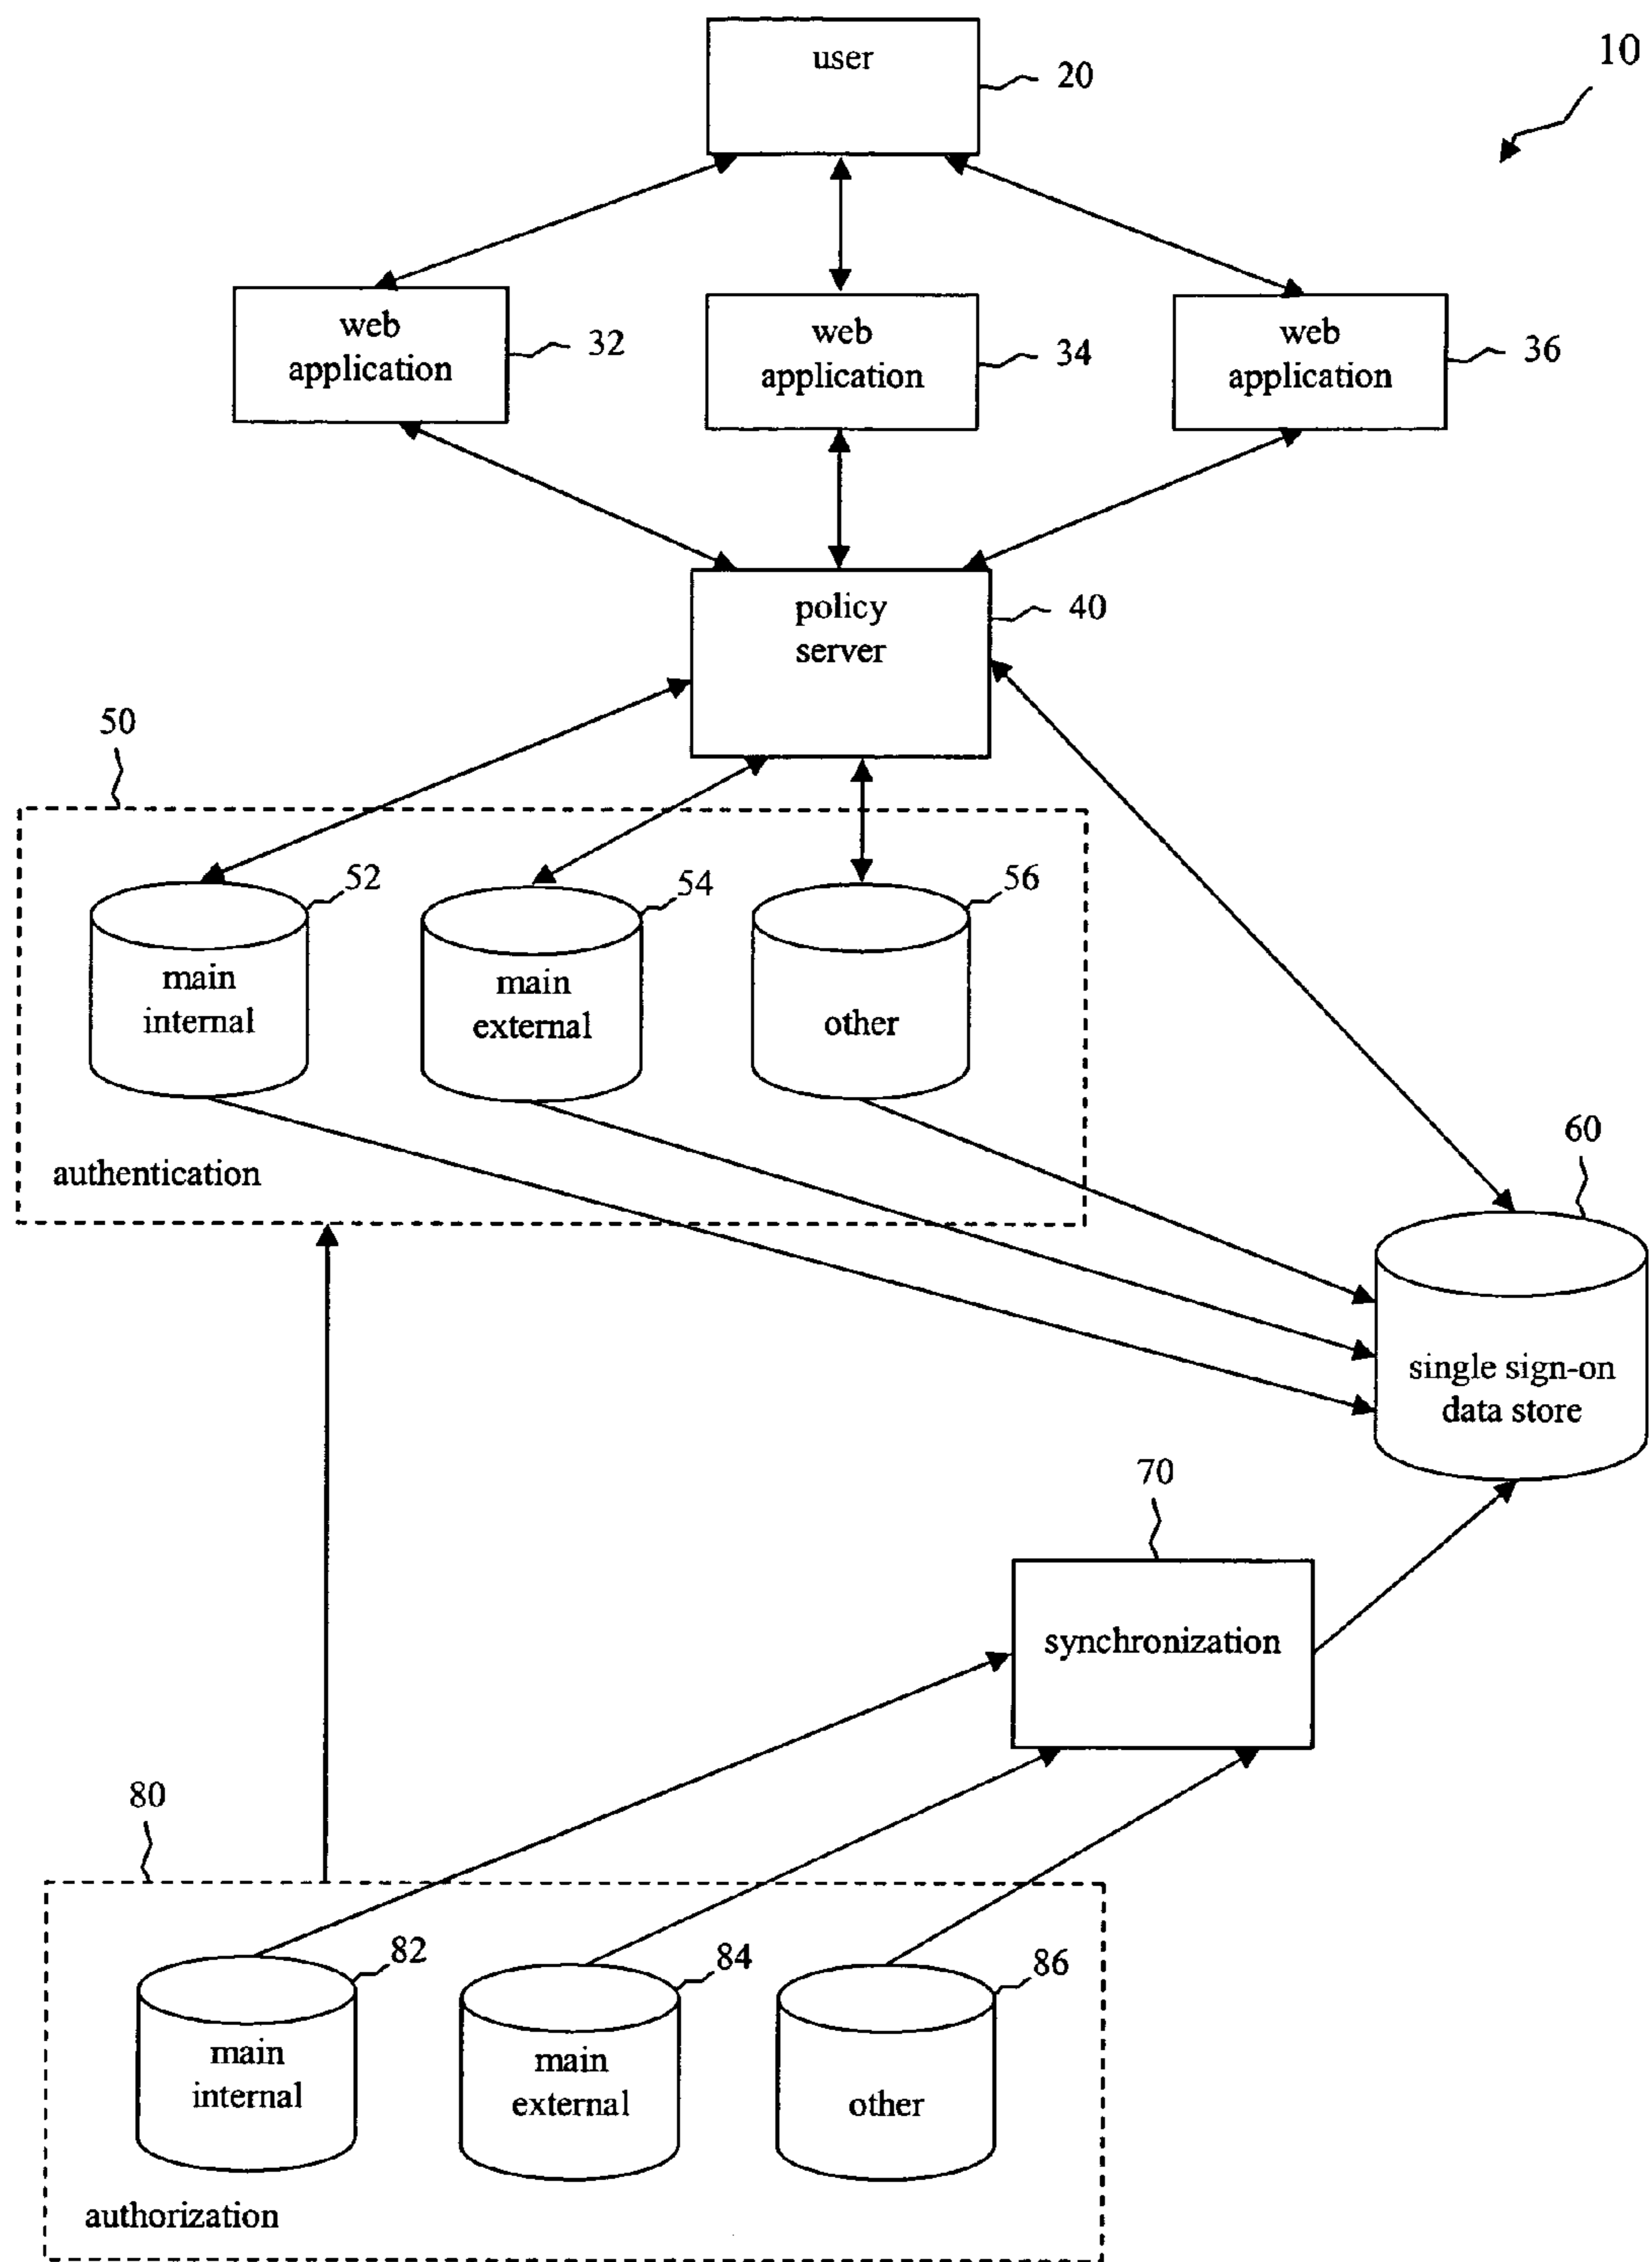 10
user
20
web
application
32
web
application
34
web
application
36
policy
server
40
50
52
main
internal
54
main
external
56
other
authentication
60
single sign-on
data store
70
synchronization
80
82
main
internal
84
main
external
86
other
authorization